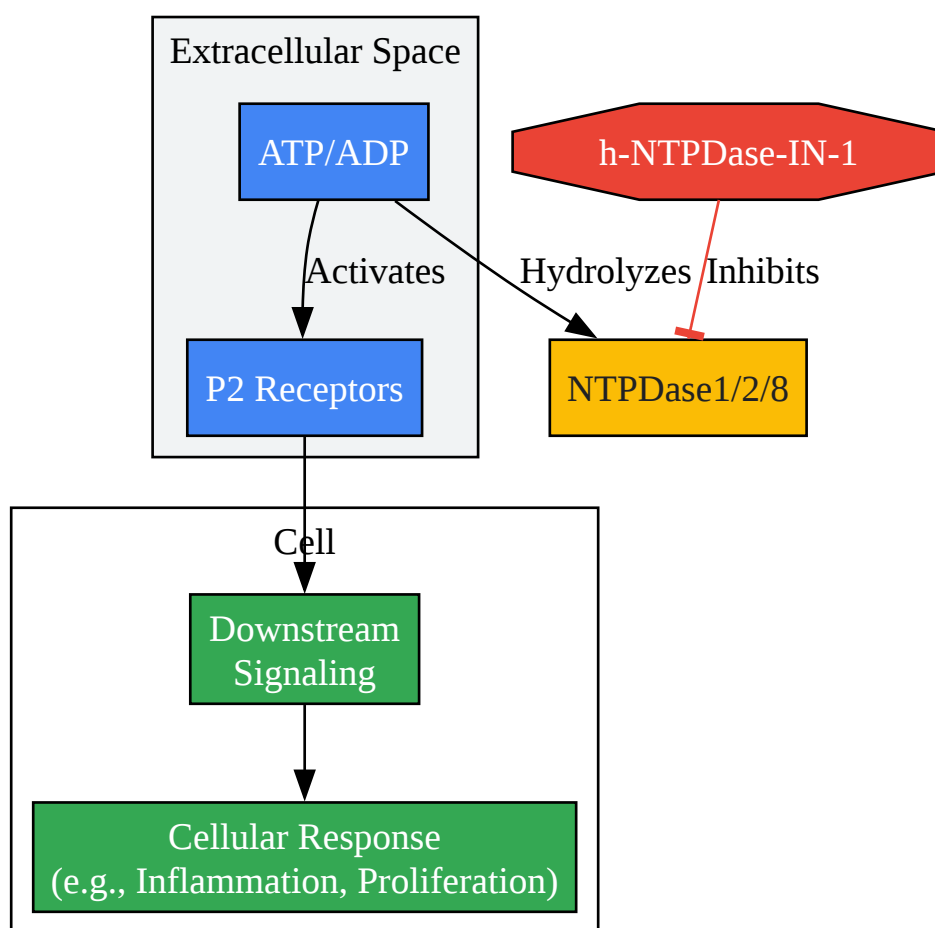 Extracellular Space
ATP/ADP
h-NTPDase-IN-1
Activates
Hydrolyzes
Inhibits
P2 Receptors
NTPDase1/2/8
Cell
Downstream
Signaling
Cellular Response
(e.g., Inflammation, Proliferation)